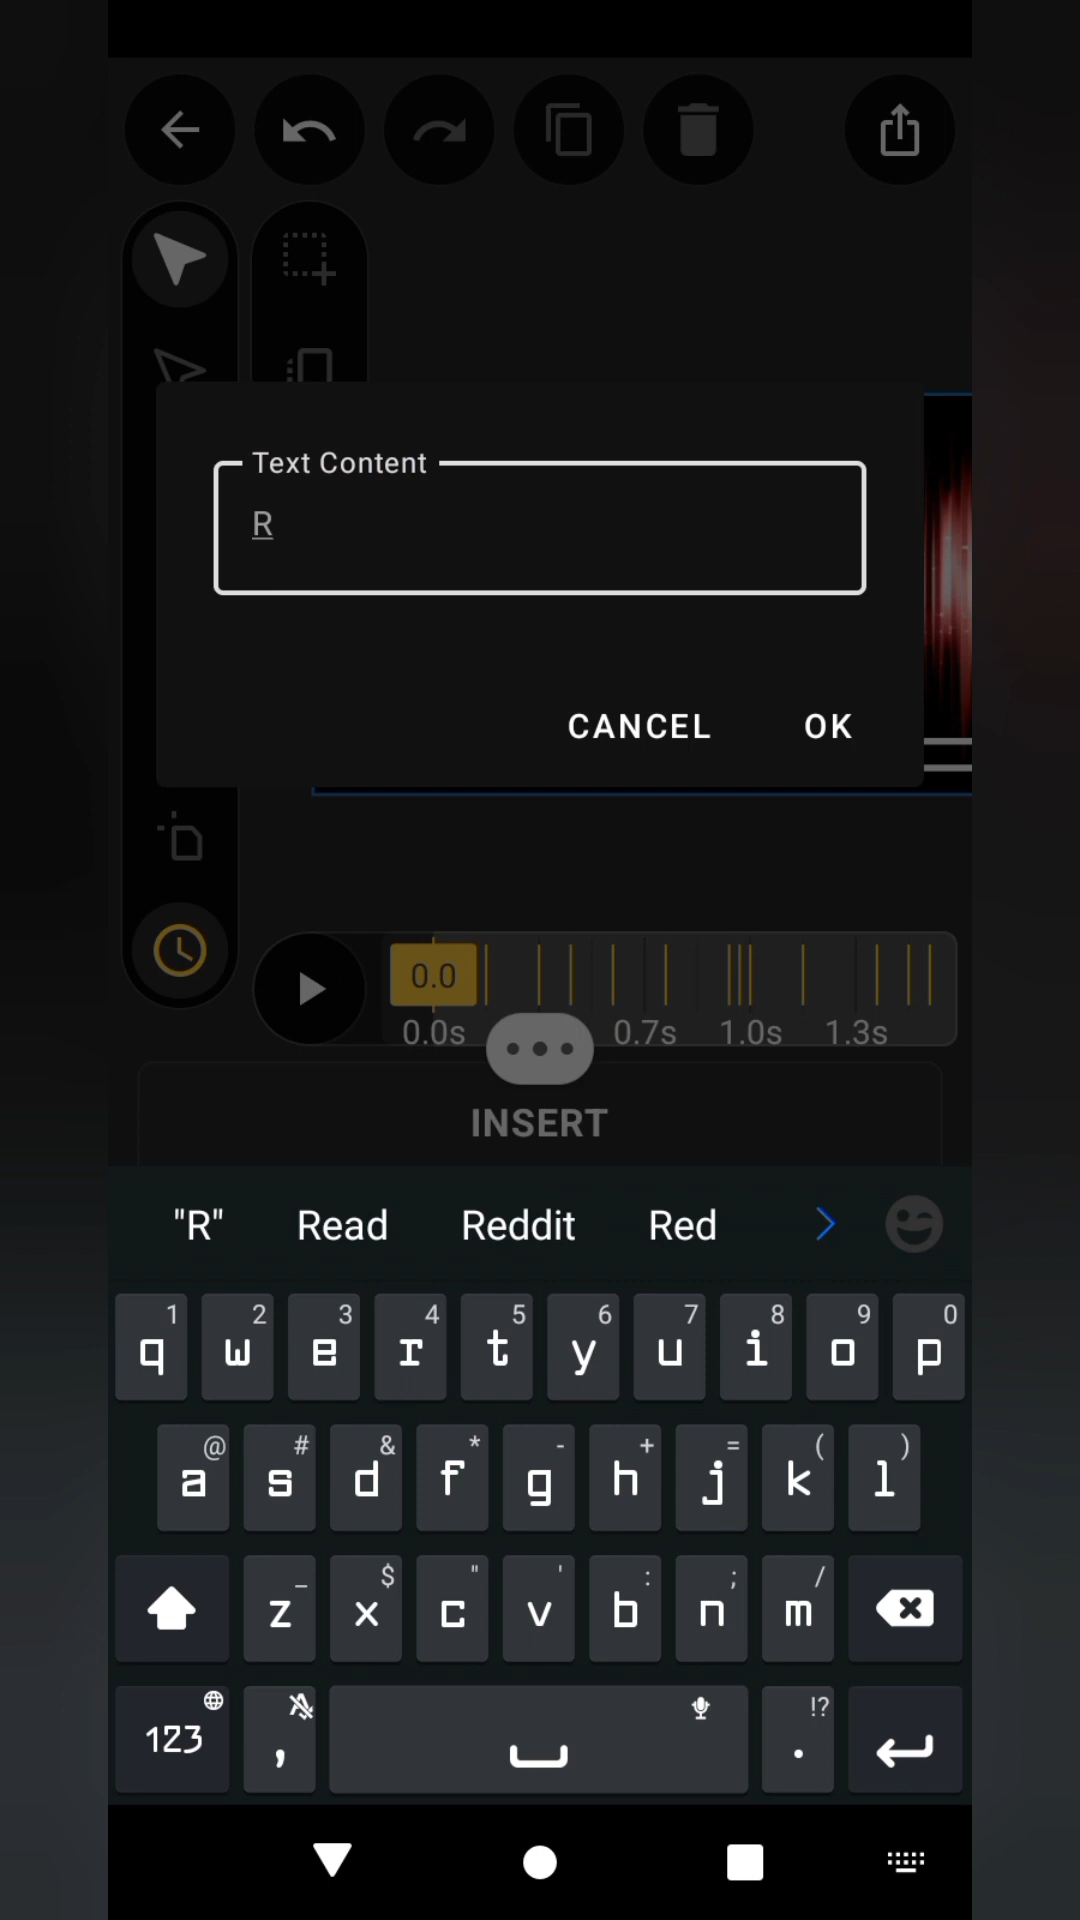 Text Content
R
CANCEL OK
0.0
0.0s 0.7s 1.0s 1.3s
INSERT
"R" Read Reddit Red
1 2 3 4 5 6 7 8 9 0
q w e r t y u i o p
@ # & * - + = ( )
a s d f g h j k l
_ $ " ' : ; /
z x c v b n m
!?
123 , .